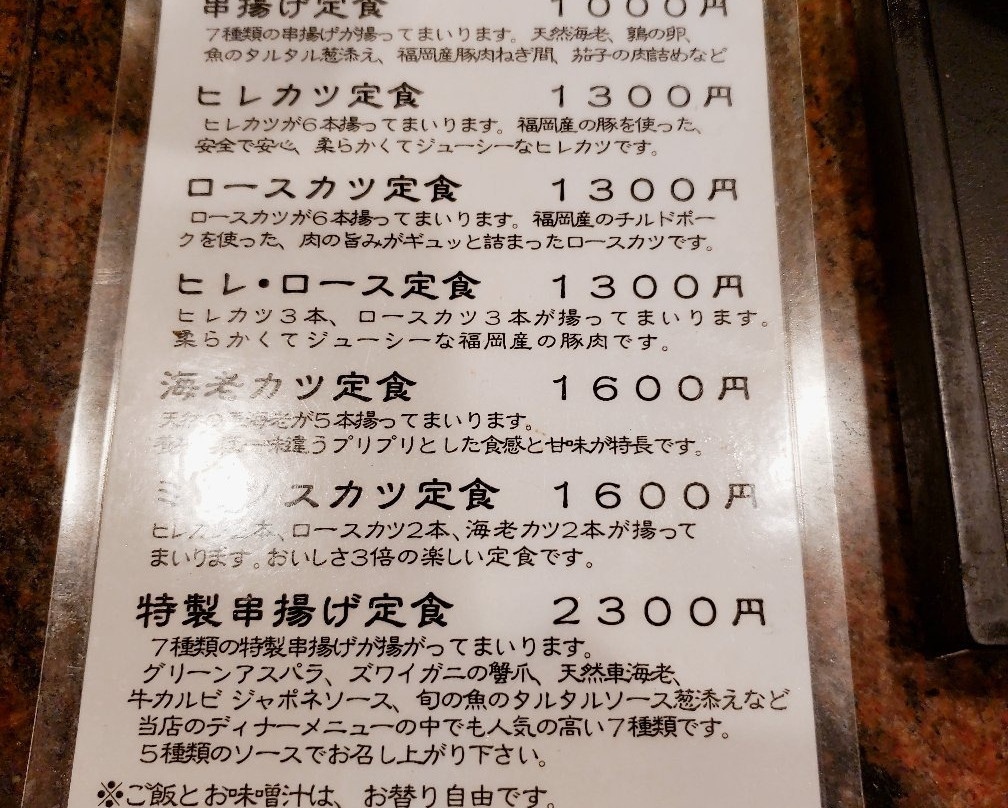 串揚げ定食 1000円
7種類の串揚げが揚ってまいります。天然海老、鶉の卵、
魚のタルタル葱添え、福岡産豚肉ねぎ間、茄子の肉詰めなど
ヒレカツ定食 1300円
ヒレカツが6本揚ってまいります。福岡産の豚を使った、
安全で安心、柔らかくてジューシーなヒレカツです。
ロースカツ定食 1300円
ロースカツが6本揚ってまいります。福岡産のチルドポー
クを使った、肉の旨みがギュッと詰まったロースカツです。
ヒレ・ロース定食 1300円
ヒレカツ3本、ロースカツ3本が揚ってまいります。
柔らかくてジューシーな福岡産の豚肉です。
海老カツ定食 1600円
天然の海老が5本揚ってまいります。
違うプリプリとした食感と甘味が特長です。
ミックスカツ定食 1600円
ヒレカツ2本、ロースカツ2本、海老カツ2本が揚って
まいります。おいしさ3倍の楽しい定食です。
特製串揚げ定食 2300円
7種類の特製串揚げが揚がってまいります。
グリーンアスパラ、ズワイガニの蟹爪、天然車海老、
牛カルビ ジャポネソース、旬の魚のタルタルソース葱添えなど
当店のディナーメニューの中でも人気の高い7種類です。
5種類のソースでお召し上がり下さい。
※ご飯とお味噌汁は、お替り自由です。